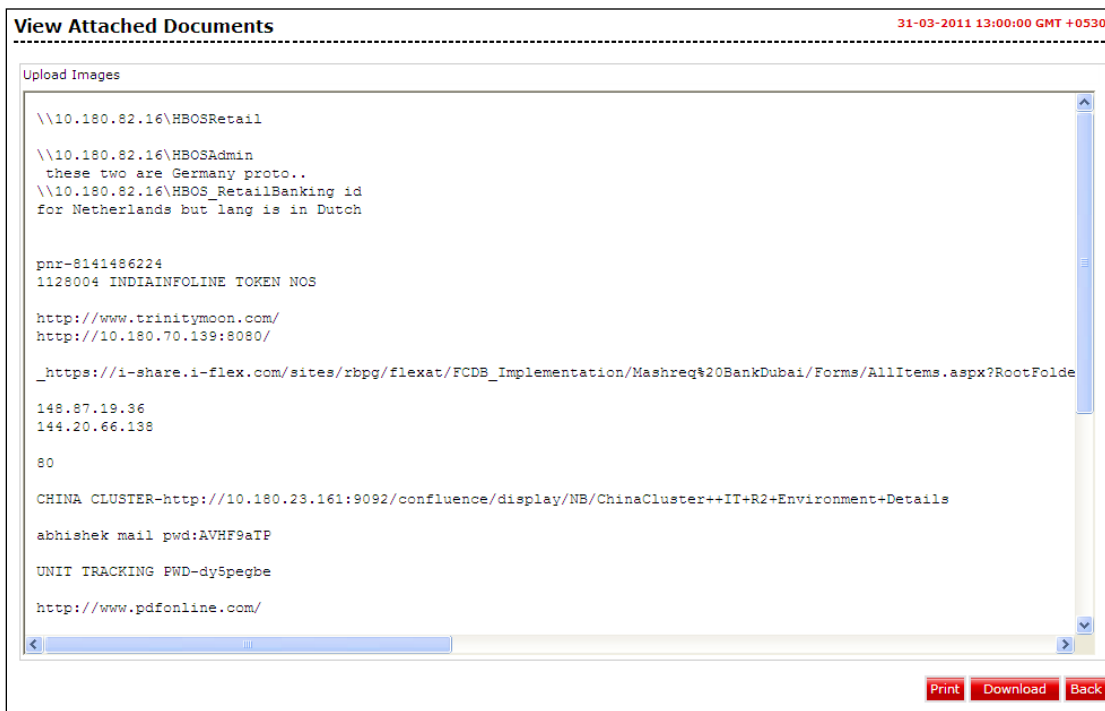 View Attached Documents
31-03-2011 13:00:00 GMT +0530
Upload Images
\\10.180.82.16\HBOSRetail
\\10.180.82.16\HBOSAdmin
these two are Germany proto..
\\10.180.82.16\HBOS_RetailBanking id
for Netherlands but lang is in Dutch
pnr-8141486224
1128004 INDIAINFOLINE TOKEN NOS
http://www.trinitymoon.com/
http://10.180.70.139:8080/
_https://i-share.i-flex.com/sites/rbpg/flexat/FCDB_Implementation/Mashreq%20BankDubai/Forms/AllItems.aspx?RootFolde
148.87.19.36
144.20.66.138
80
CHINA CLUSTER-http://10.180.23.161:9092/confluence/display/NB/ChinaCluster++IT+R2+Environment+Details
abhishek mail pwd:AVHF9aTP
UNIT TRACKING PWD-dy5pegbe
http://www.pdfonline.com/
Print Download Back